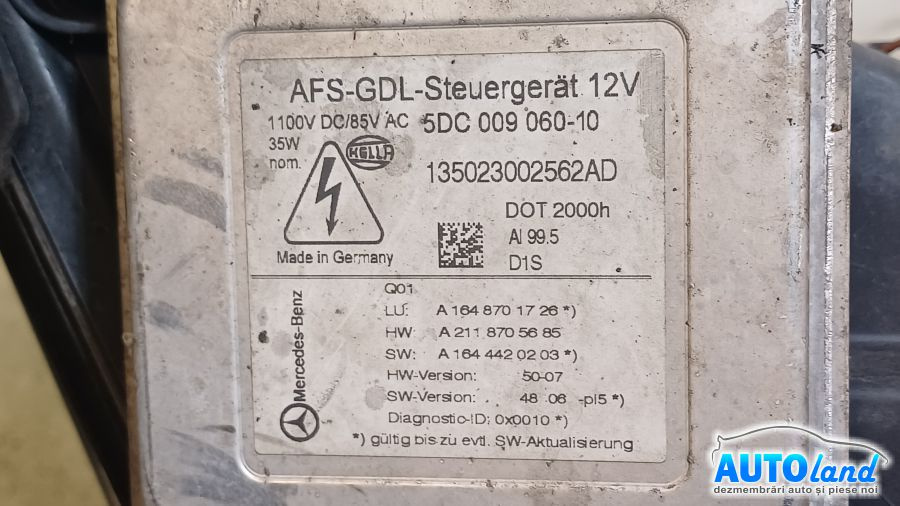 AFS-GDL-Steuergerät 12V
1100V DC/85V AC 5DC 009 060-10
35W
nom.
HELLA
135023002562AD
DOT 2000h
Al 99.5
D1S
Made in Germany
Mercedes-Benz
Q01
LU: A 164 870 17 26 *)
HW: A 211 870 56 85
SW: A 164 442 02 03 *)
HW-Version: 50-07
SW-Version: 48 06 -pl5 *)
Diagnostic-ID: 0x0010 *)
*) gültig bis zu evtl. SW-Aktualisierung
K
AUTOland
dezmembrări auto și piese noi